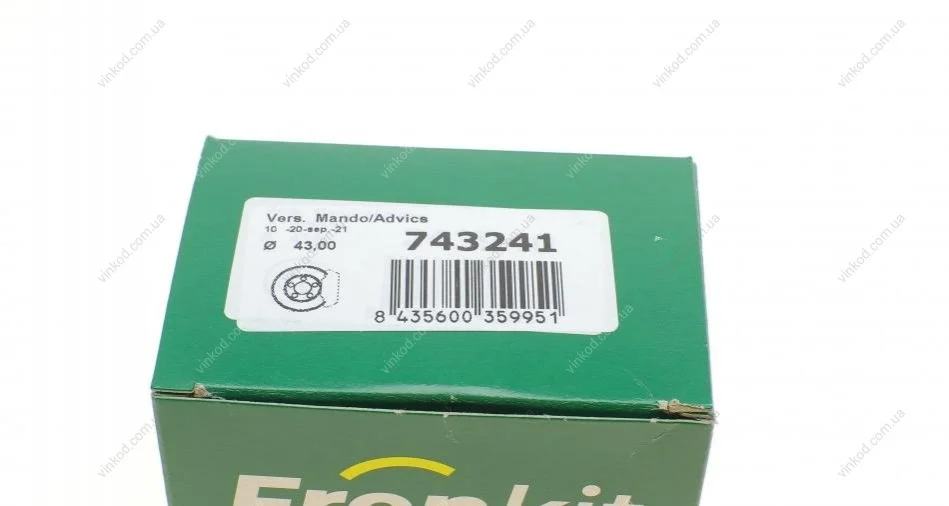 Vers. Mando/Advics
10 -20-sep.-21
Ø 43,00
743241
8 435600 359951
vinkod.com.ua